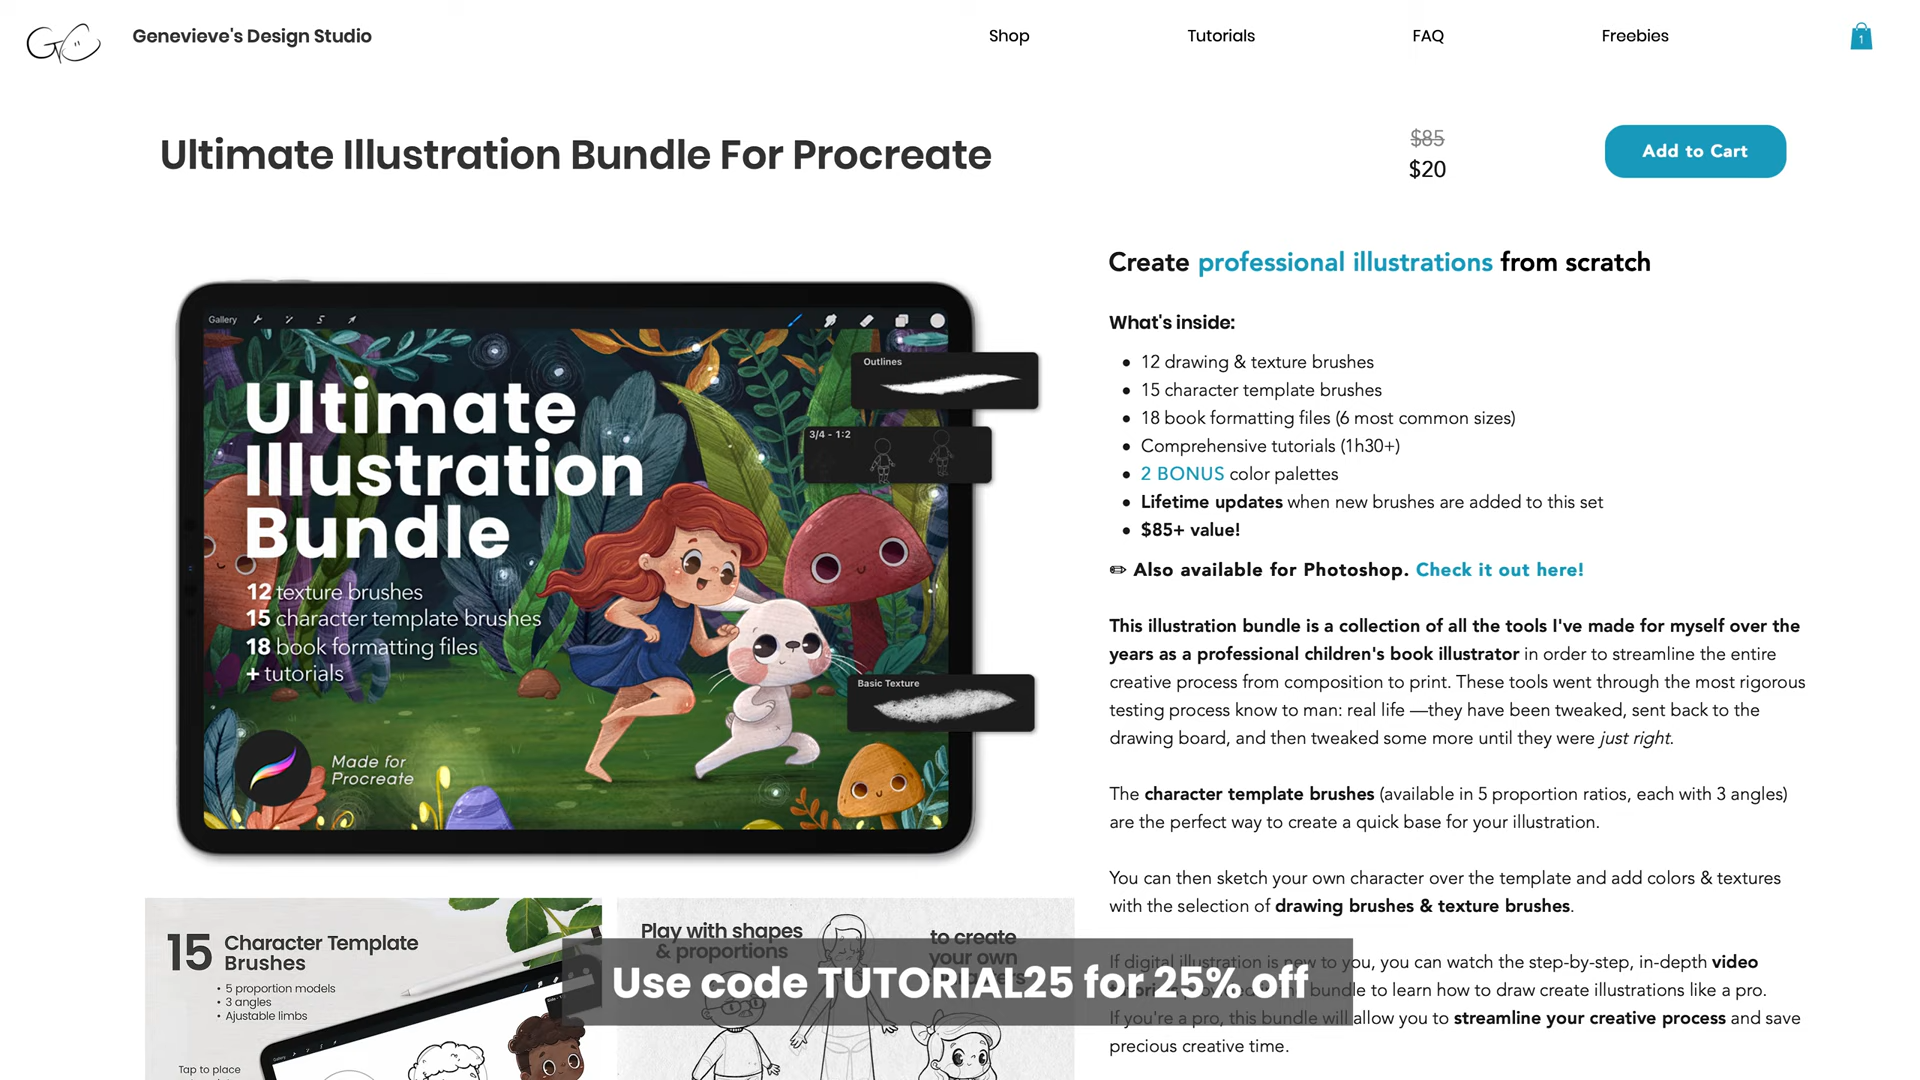 GC
Genevieve's Design Studio
Shop
Tutorials
FAQ
Freebies
1
Ultimate Illustration Bundle For Procreate
$85
$20
Add to Cart
Gallery
Outlines
3/4 - 1:2
Basic Texture
Ultimate
Illustration
Bundle
12 texture brushes
15 character template brushes
18 book formatting files
+ tutorials
Made for
Procreate
Create professional illustrations from scratch
What's inside:
• 12 drawing & texture brushes
• 15 character template brushes
• 18 book formatting files (6 most common sizes)
• Comprehensive tutorials (1h30+)
• 2 BONUS color palettes
• Lifetime updates when new brushes are added to this set
• $85+ value!
✏ Also available for Photoshop. Check it out here!
This illustration bundle is a collection of all the tools I've made for myself over the
years as a professional children's book illustrator in order to streamline the entire
creative process from composition to print. These tools went through the most rigorous
testing process know to man: real life —they have been tweaked, sent back to the
drawing board, and then tweaked some more until they were just right.
The character template brushes (available in 5 proportion ratios, each with 3 angles)
are the perfect way to create a quick base for your illustration.
You can then sketch your own character over the template and add colors & textures
with the selection of drawing brushes & texture brushes.
If digital illustration is new to you, you can watch the step-by-step, in-depth video
bundle to learn how to draw create illustrations like a pro.
If you're a pro, this bundle will allow you to streamline your creative process and save
precious creative time.
15 Character Template
Brushes
• 5 proportion models
• 3 angles
• Ajustable limbs
Tap to place
Play with shapes
& proportions
to create
your own
Use code TUTORIAL25 for 25% off